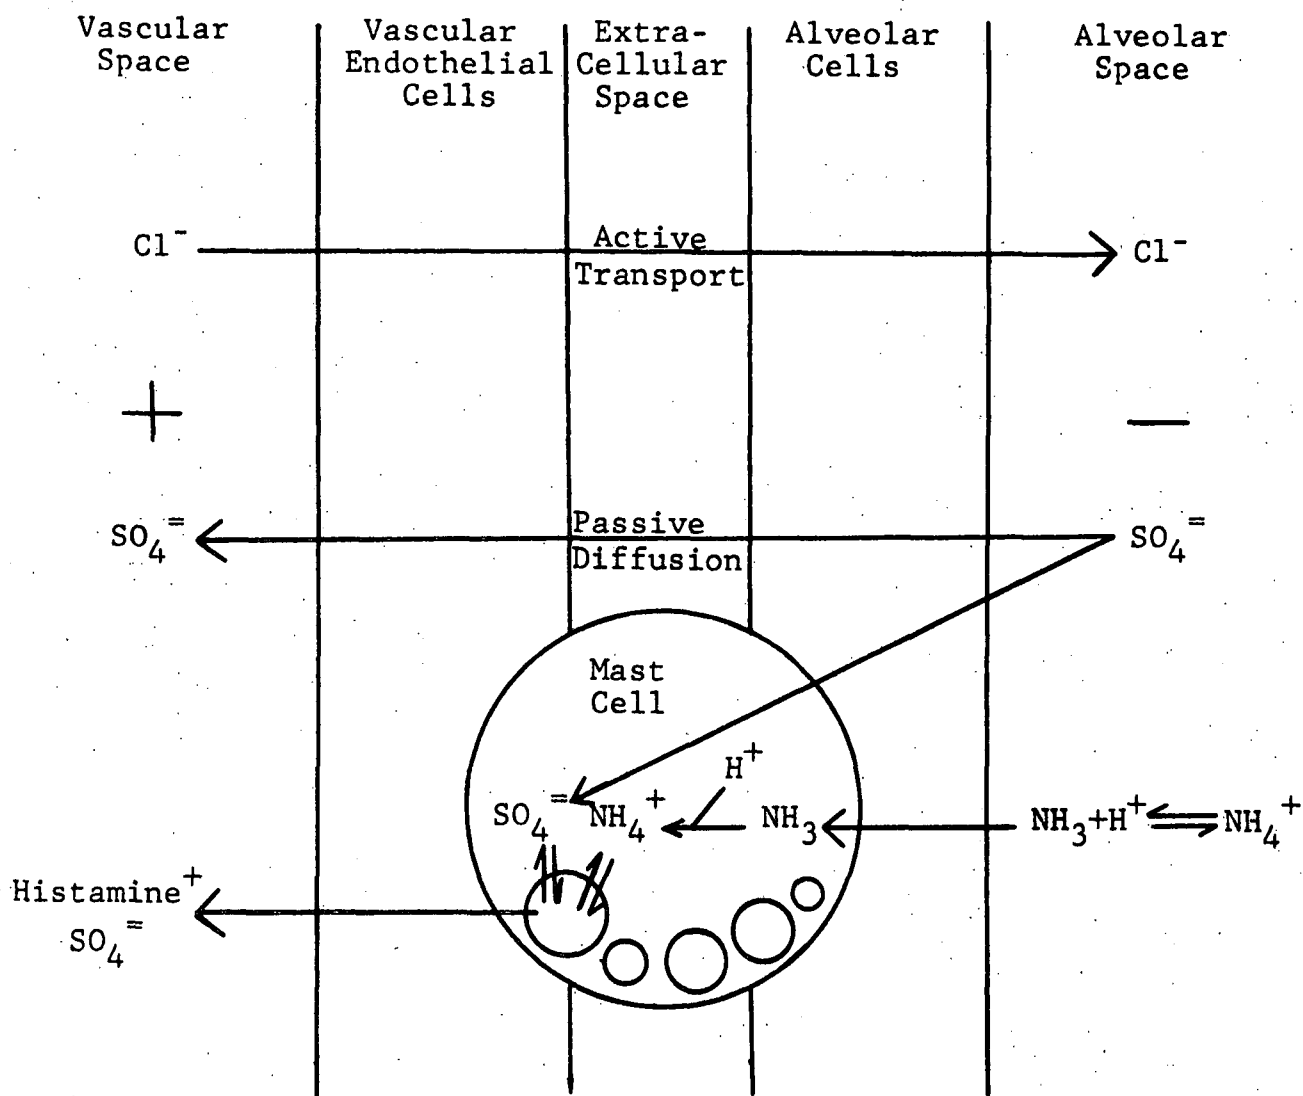 Vascular
Space
Vascular
Endothelial
Cells
Extra-
Cellular
Space
Alveolar
Cells
Alveolar
Space
Cl⁻
Active
Transport
Cl⁻
+
−
SO₄⁼
Passive
Diffusion
SO₄⁼
Mast
Cell
H⁺
SO₄⁼ NH₄⁺ NH₃
NH₃+H⁺ ⇌ NH₄⁺
Histamine⁺
SO₄⁼